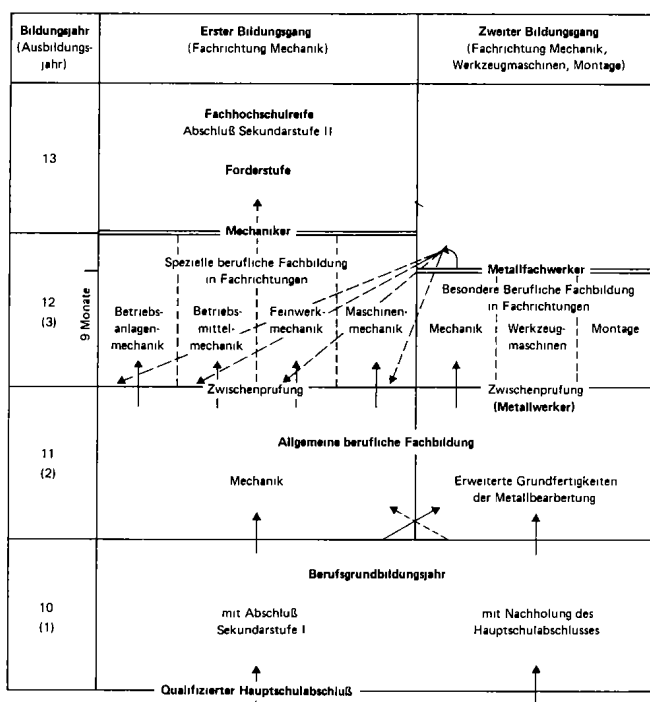 Bildungsjahr
(Ausbildungs-
jahr)
Erster Bildungsgang
(Fachrichtung Mechanik)
Zweiter Bildungsgang
(Fachrichtung Mechanik,
Werkzeugmaschinen, Montage)
13
Fachhochschulreife
Abschluß Sekundarstufe II
Forderstufe
Mechaniker
12
(3)
9 Monate
Spezielle berufliche Fachbildung
in Fachrichtungen
Betriebs-
anlagen-
mechanik
Betriebs-
mittel-
mechanik
Feinwerk-
mechanik
Maschinen-
mechanik
Metallfachwerker
Besondere Berufliche Fachbildung
in Fachrichtungen
Mechanik
Werkzeug-
maschinen
Montage
Zwischenprüfung
Zwischenprüfung
(Metallwerker)
11
(2)
Allgemeine berufliche Fachbildung
Mechanik
Erweiterte Grundfertigkeiten
der Metallbearbertung
10
(1)
Berufsgrundbildungsjahr
mit Abschluß
Sekundarstufe I
mit Nachholung des
Hauptschulabschlusses
Qualifizierter Hauptschulabschluß